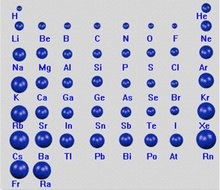 H He
Li Be B C N O F Ne
Na Mg Al Si P S Cl Ar
K Ca Ga Ge As Se Br Kr
Rb Sr In Sn Sb Te I Xe
Cs Ba Tl Pb Bi Po At Rn
Fr Ra